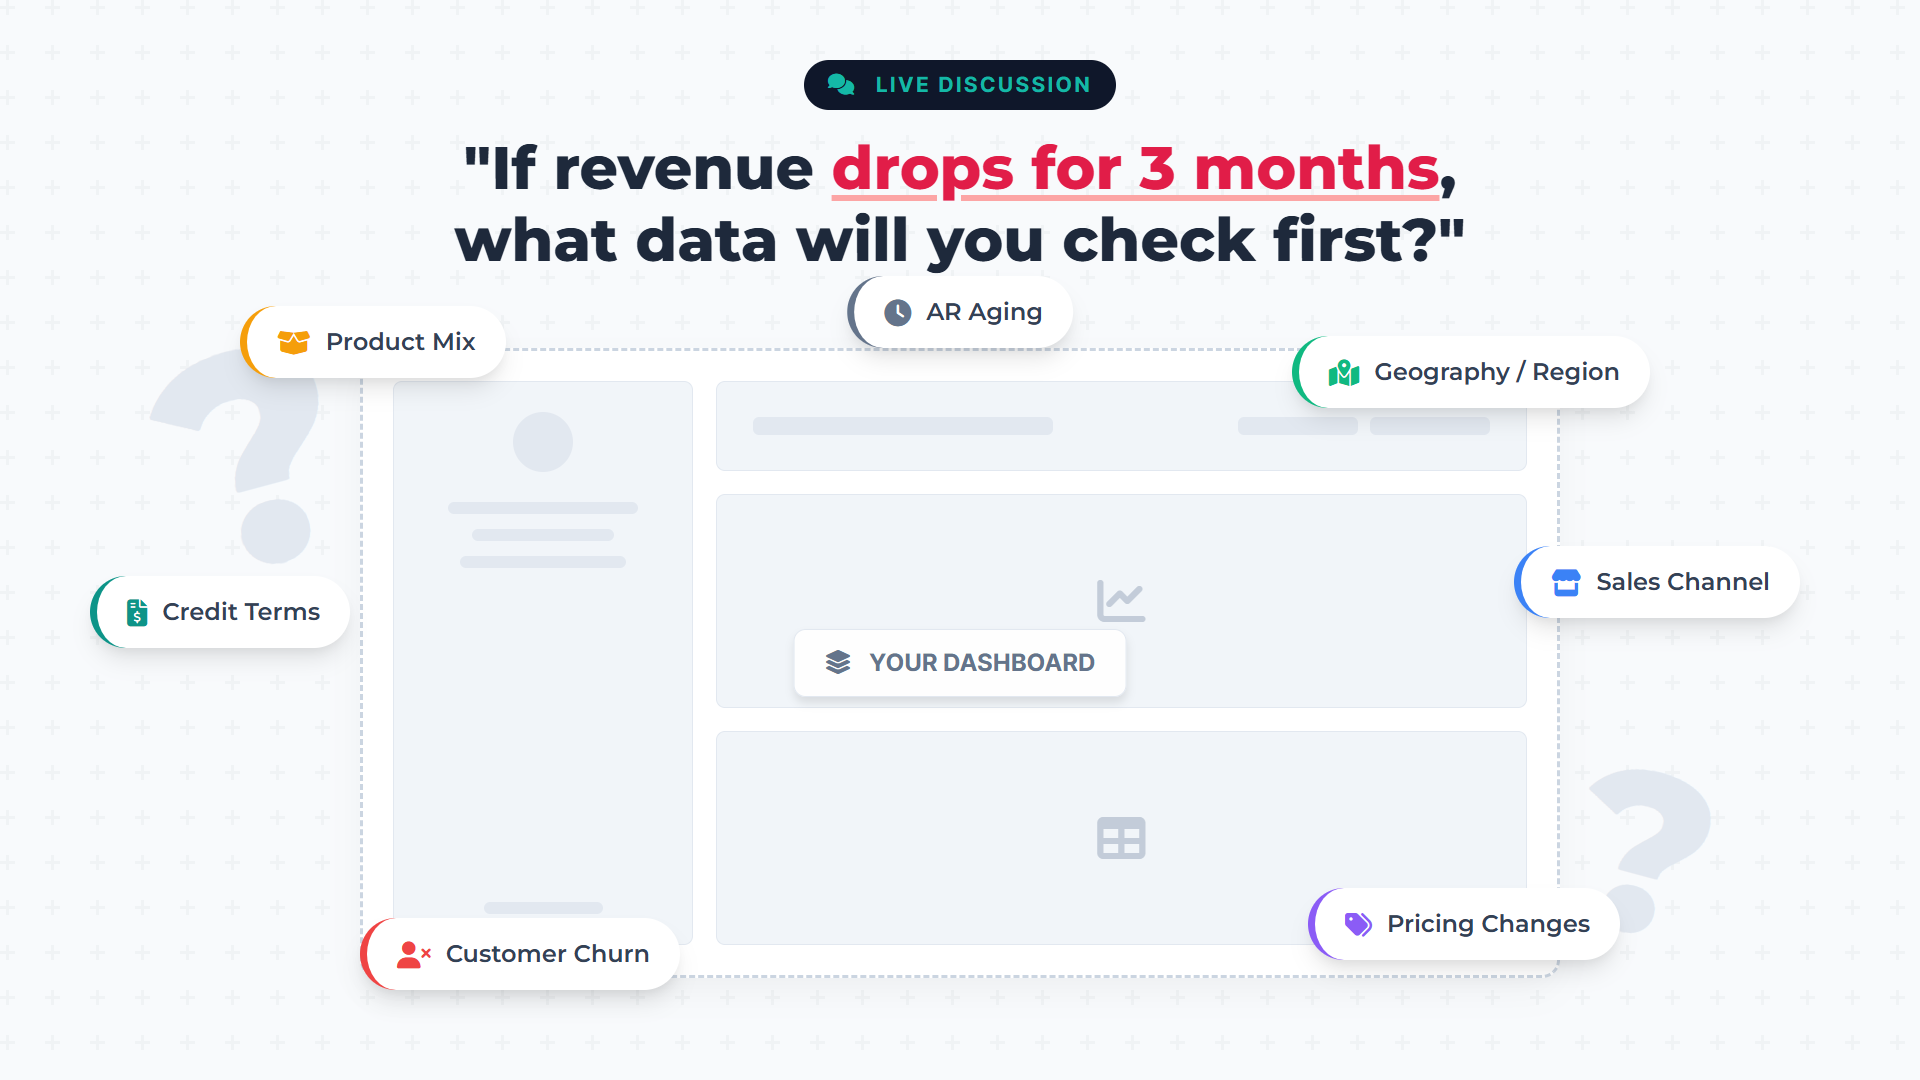 LIVE DISCUSSION
"If revenue drops for 3 months,
what data will you check first?"
AR Aging
Product Mix
Geography / Region
Sales Channel
Credit Terms
YOUR DASHBOARD
Pricing Changes
Customer Churn